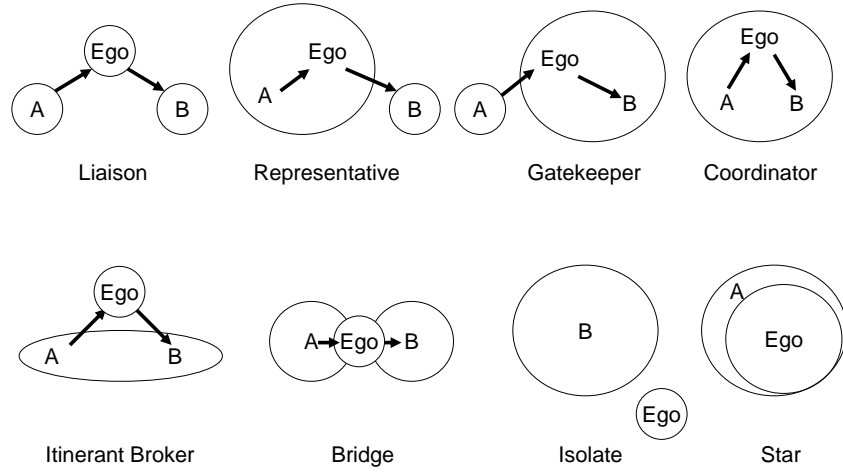 Ego
A
B
Liaison
Ego
A
B
Representative
Ego
A
B
Gatekeeper
Ego
A
B
Coordinator
Ego
A
B
Itinerant Broker
A
Ego
B
Bridge
B
Ego
Isolate
A
Ego
Star